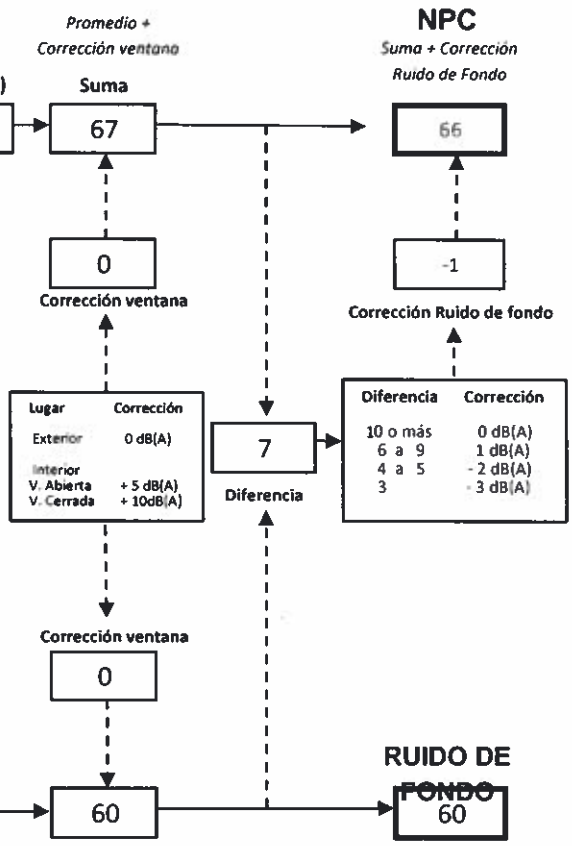 Promedio +
Corrección ventana
Suma
)
67
NPC
Suma + Corrección
Ruido de Fondo
66
0
Corrección ventana
-1
Corrección Ruido de fondo
Lugar Corrección
Exterior 0 dB(A)
Interior
V. Abierta + 5 dB(A)
V. Cerrada + 10dB(A)
7
Diferencia
Diferencia Corrección
10 o más 0 dB(A)
6 a 9 1 dB(A)
4 a 5 - 2 dB(A)
3 - 3 dB(A)
Corrección ventana
0
60
RUIDO DE
FONDO
60